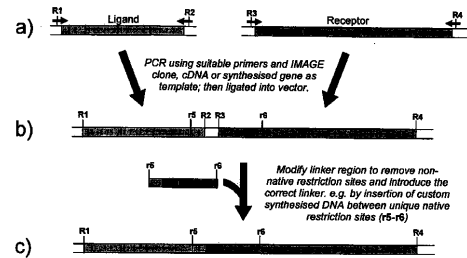 R1 Ligand R2 R3 Receptor R4
a)
PCR using suitable primers and IMAGE
clone, cDNA or synthesised gene as
template; then ligated into vector.
b) R1 r5 R2 R3 r6 R4
r5 r6
Modify linker region to remove non-
native restriction sites and introduce the
correct linker. e.g. by insertion of custom
synthesised DNA between unique native
restriction sites (r5-r6)
c) R1 r5 r6 R4